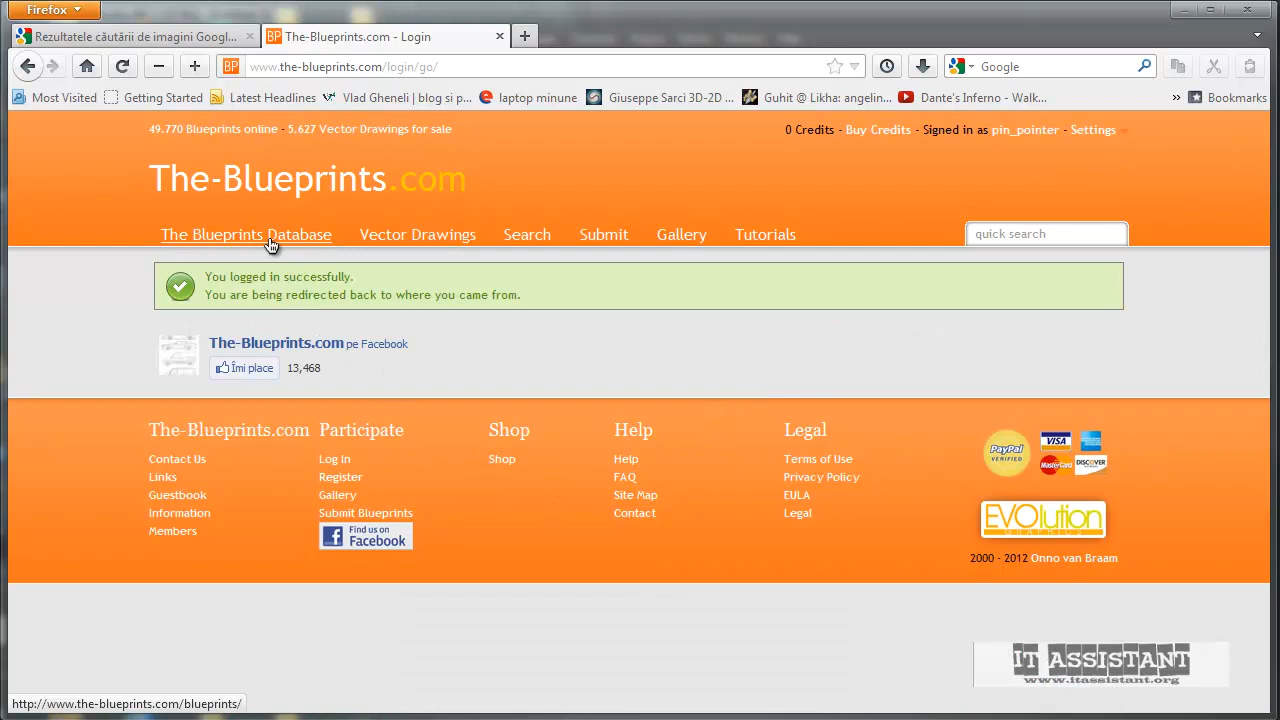 Firefox
Rezultatele căutării de imagini Googl...
BP The-Blueprints.com - Login
BP www.the-blueprints.com/login/go/
Google
Most Visited
Getting Started
Latest Headlines
Vlad Gheneli | blog si p...
laptop minune
Giuseppe Sarci 3D-2D ...
Guhit @ Likha: angelin...
Dante's Inferno - Walk...
»
Bookmarks
49.770 Blueprints online - 5.627 Vector Drawings for sale
0 Credits - Buy Credits - Signed in as pin_pointer - Settings
The-Blueprints.com
The Blueprints Database
Vector Drawings
Search
Submit
Gallery
Tutorials
quick search
You logged in successfully.
You are being redirected back to where you came from.
The-Blueprints.com pe Facebook
Îmi place 13,468
The-Blueprints.com
Contact Us
Links
Guestbook
Information
Members
Participate
Log In
Register
Gallery
Submit Blueprints
Find us on
Facebook
Shop
Shop
Help
Help
FAQ
Site Map
Contact
Legal
Terms of Use
Privacy Policy
EULA
Legal
PayPal
VERIFIED
VISA
MasterCard
DISCOVER
EVOlution
GRAPHICS
2000 - 2012 Onno van Braam
IT ASSISTANT
www.itassistant.org
http://www.the-blueprints.com/blueprints/